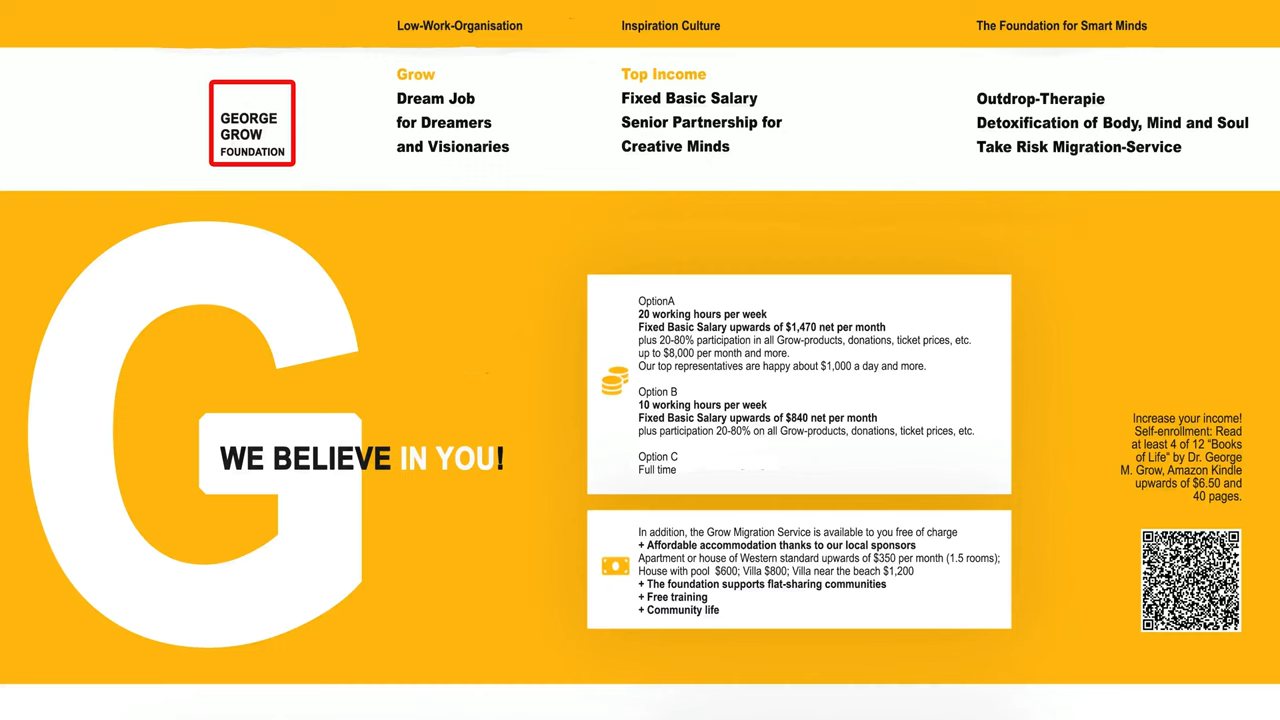 Low-Work-Organisation
Inspiration Culture
The Foundation for Smart Minds
GEORGE
GROW
FOUNDATION
Grow
Dream Job
for Dreamers
and Visionaries
Top Income
Fixed Basic Salary
Senior Partnership for
Creative Minds
Outdrop-Therapie
Detoxification of Body, Mind and Soul
Take Risk Migration-Service
WE BELIEVE IN YOU!
OptionA
20 working hours per week
Fixed Basic Salary upwards of $1,470 net per month
plus 20-80% participation in all Grow-products, donations, ticket prices, etc.
up to $8,000 per month and more.
Our top representatives are happy about $1,000 a day and more.
Option B
10 working hours per week
Fixed Basic Salary upwards of $840 net per month
plus participation 20-80% on all Grow-products, donations, ticket prices, etc.
Option C
Full time
In addition, the Grow Migration Service is available to you free of charge
+ Affordable accommodation thanks to our local sponsors
Apartment or house of Western standard upwards of $350 per month (1.5 rooms);
House with pool $600; Villa $800; Villa near the beach $1,200
+ The foundation supports flat-sharing communities
+ Free training
+ Community life
Increase your income!
Self-enrollment: Read
at least 4 of 12 "Books
of Life" by Dr. George
M. Grow, Amazon Kindle
upwards of $6.50 and
40 pages.